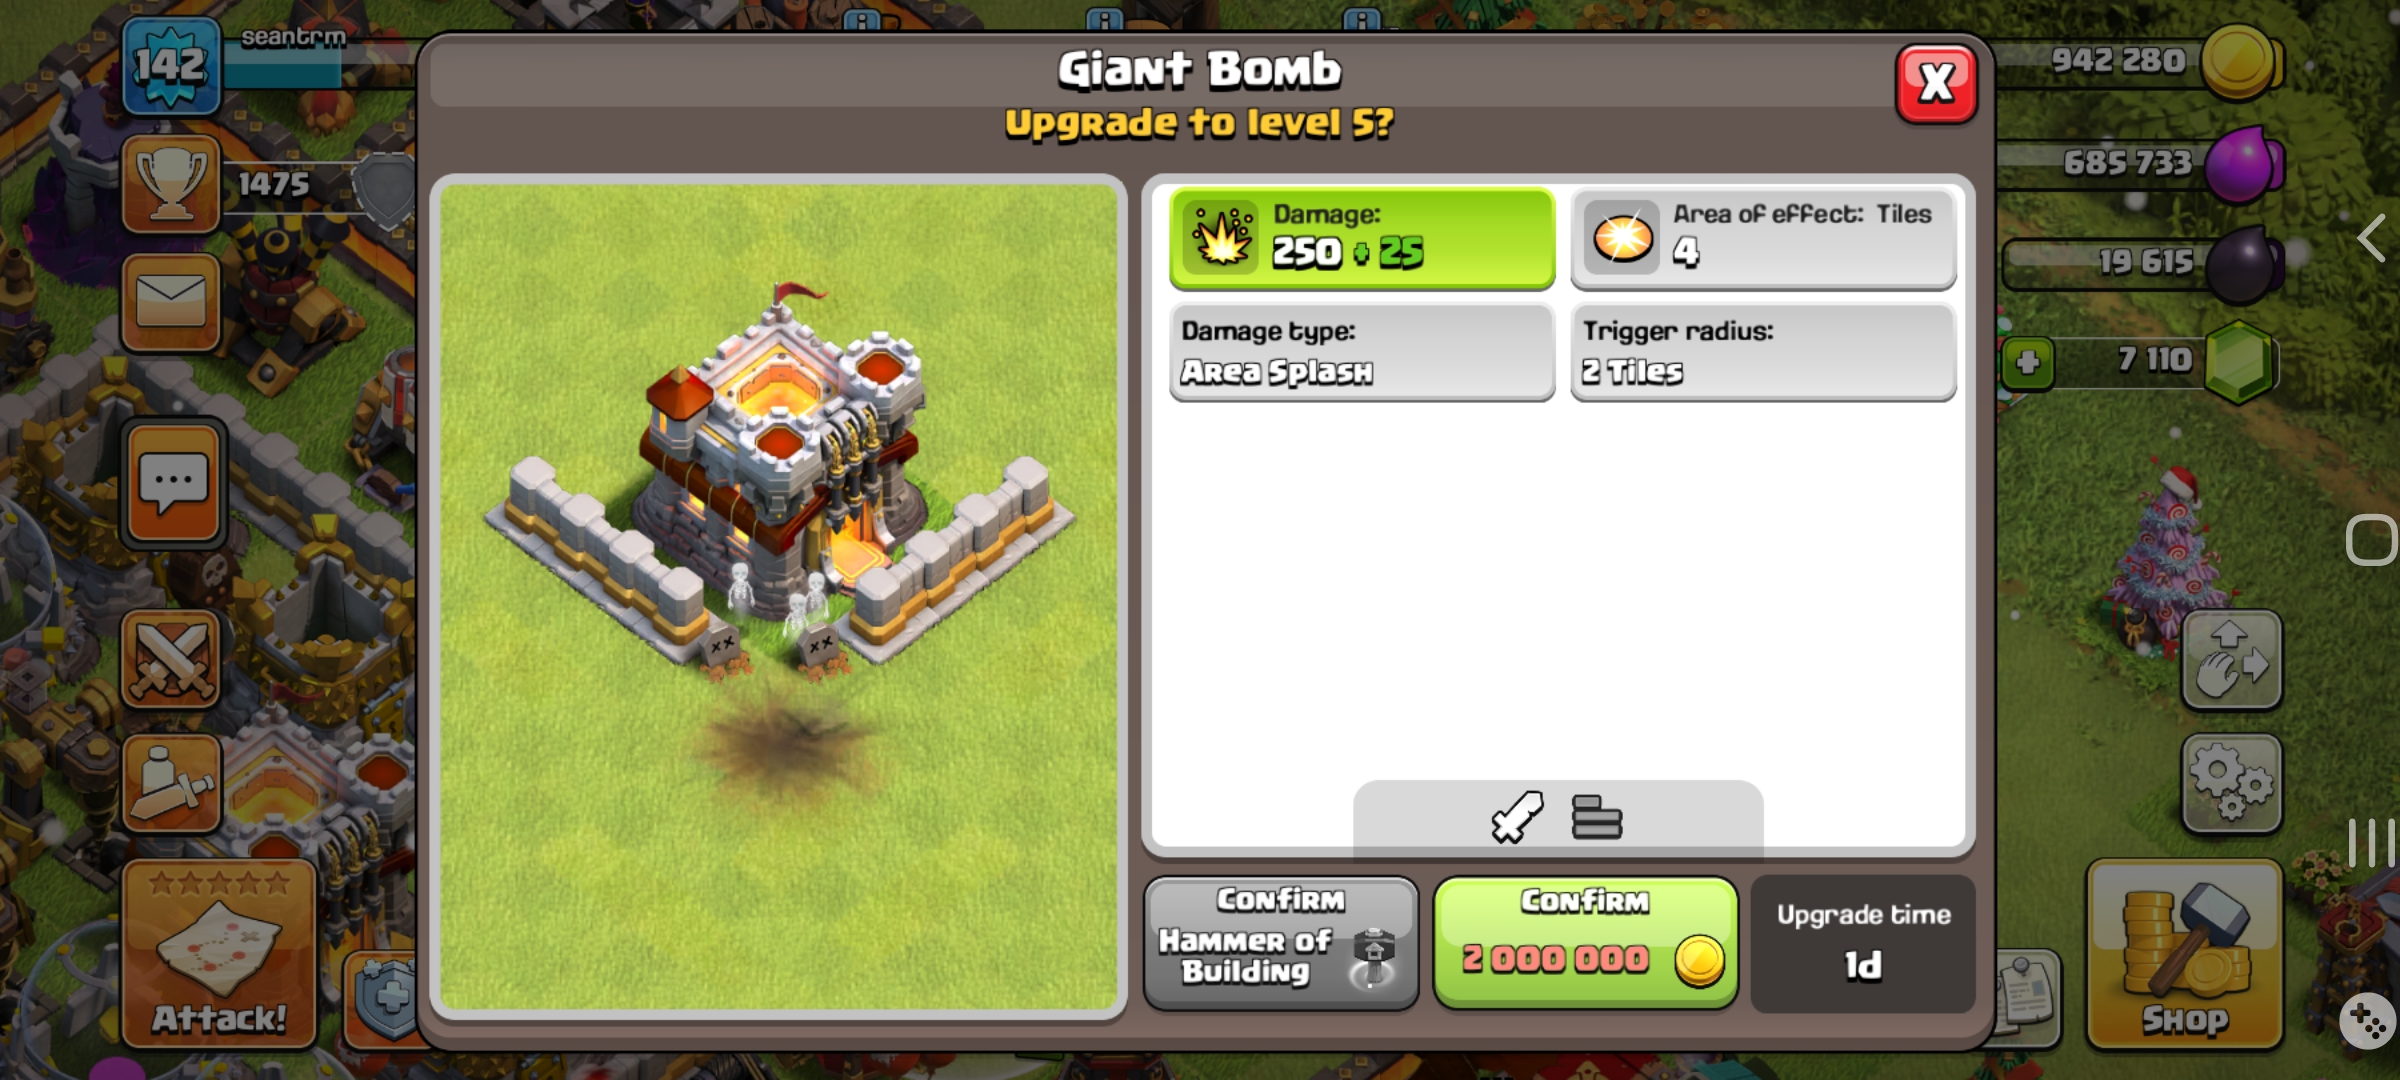 142
seantrm
1475
Attack!
Giant Bomb
Upgrade to level 5?
X
Damage:
250 + 25
Area of effect: Tiles
4
Damage type:
Area Splash
Trigger radius:
2 Tiles
Confirm
Hammer of
Building
Confirm
2 000 000
Upgrade time
1d
942 280
685 733
19 615
7 110
Shop